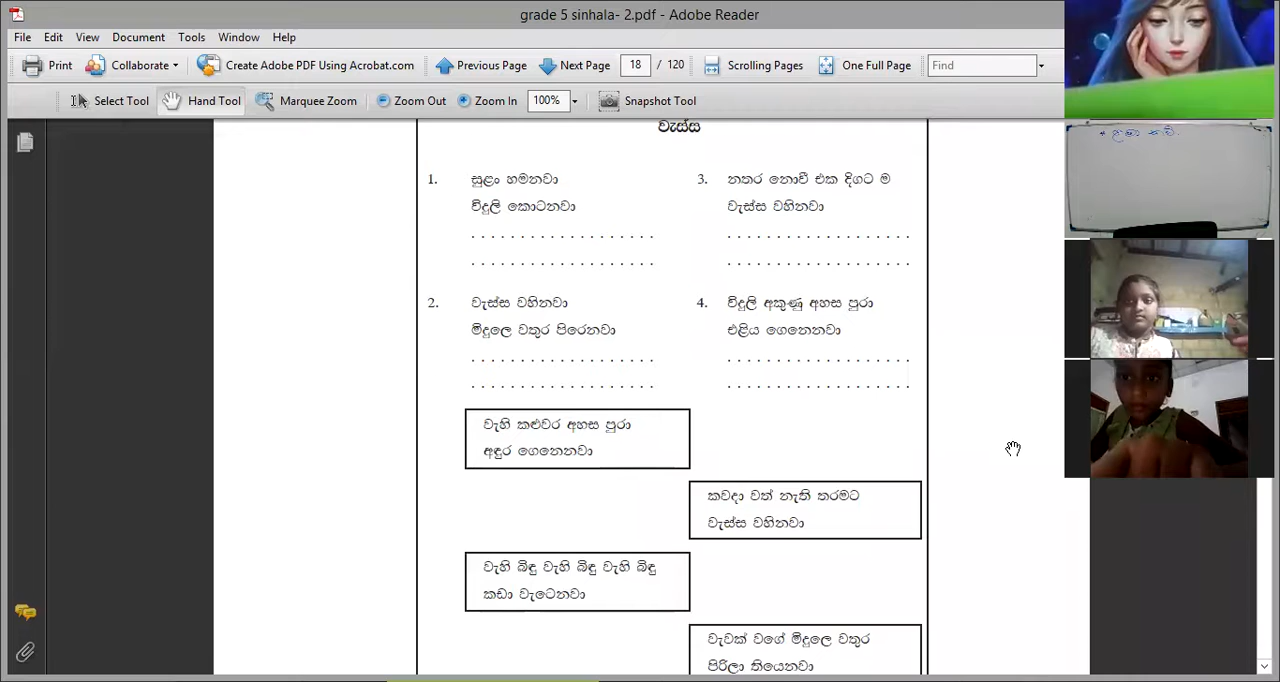 grade 5 sinhala- 2.pdf - Adobe Reader
File Edit View Document Tools Window Help
Print Collaborate Create Adobe PDF Using Acrobat.com Previous Page Next Page 18 / 120 Scrolling Pages One Full Page Find
Select Tool Hand Tool Marquee Zoom Zoom Out Zoom In 100% Snapshot Tool
වැස්ස
1. සුළං හමනවා
විදුලි කොටනවා
. . . . . . . . . . . . . . . . . . .
. . . . . . . . . . . . . . . . . . .
2. වැස්ස වහිනවා
මිදුලෙ වතුර පිරෙනවා
. . . . . . . . . . . . . . . . . . .
. . . . . . . . . . . . . . . . . . .
3. නතර නොවී එක දිගට ම
වැස්ස වහිනවා
. . . . . . . . . . . . . . . . . . .
. . . . . . . . . . . . . . . . . . .
4. විදුලි අකුණු අහස පුරා
එළිය ගෙනෙනවා
. . . . . . . . . . . . . . . . . . .
. . . . . . . . . . . . . . . . . . .
වැහි කළුවර අහස පුරා
අඳුර ගෙනෙනවා
කවදා වත් නැති තරමට
වැස්ස වහිනවා
වැහි බිඳු වැහි බිඳු වැහි බිඳු
කඩා වැටෙනවා
වැවක් වගේ මිදුලෙ වතුර
පිරිලා තියෙනවා